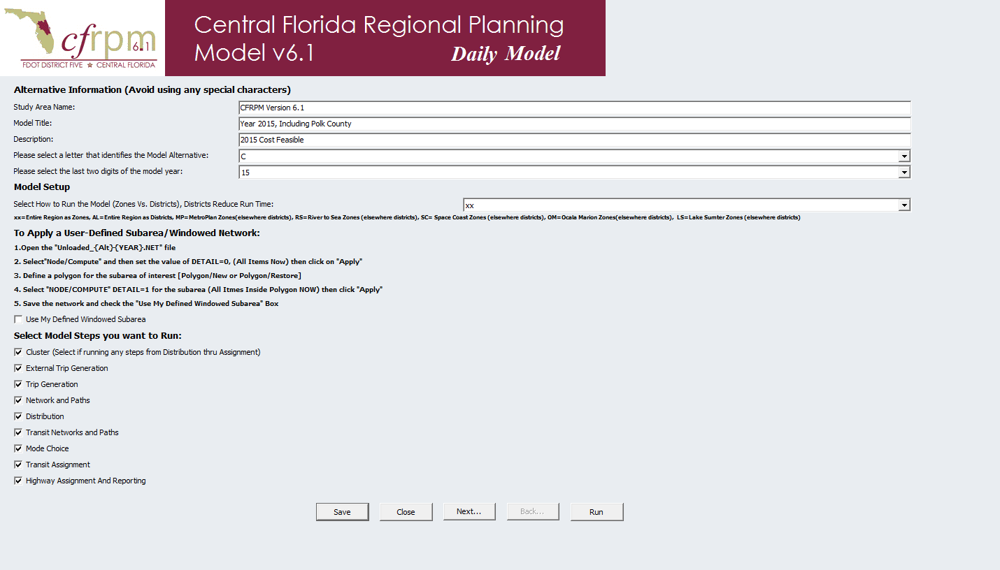 cfrpm 6.1
FDOT DISTRICT FIVE ★ CENTRAL FLORIDA
Central Florida Regional Planning
Model v6.1 Daily Model
Alternative Information (Avoid using any special characters)
Study Area Name: CFRPM Version 6.1
Model Title: Year 2015, Including Polk County
Description: 2015 Cost Feasible
Please select a letter that identifies the Model Alternative: C
Please select the last two digits of the model year: 15
Model Setup
Select How to Run the Model (Zones Vs. Districts), Districts Reduce Run Time: xx
xx=Entire Region as Zones, AL=Entire Region as Districts, MP=MetroPlan Zones(elsewhere districts), RS=River to Sea Zones (elsewhere districts), SC= Space Coast Zones (elsewhere districts), OM=Ocala Marion Zones(elsewhere districts), LS=Lake Sumter Zones (elsewhere districts)
To Apply a User-Defined Subarea/Windowed Network:
1.Open the "Unloaded_{Alt}{YEAR}.NET" file
2. Select"Node/Compute" and then set the value of DETAIL=0, (All Items Now) then click on "Apply"
3. Define a polygon for the subarea of interest [Polygon/New or Polygon/Restore]
4. Select "NODE/COMPUTE" DETAIL=1 for the subarea (All Itmes Inside Polygon NOW) then click "Apply"
5. Save the network and check the "Use My Defined Windowed Subarea" Box
Use My Defined Windowed Subarea
Select Model Steps you want to Run:
Cluster (Select if running any steps from Distribution thru Assignment)
External Trip Generation
Trip Generation
Network and Paths
Distribution
Transit Networks and Paths
Mode Choice
Transit Assignment
Highway Assignment And Reporting
Save Close Next... Back... Run